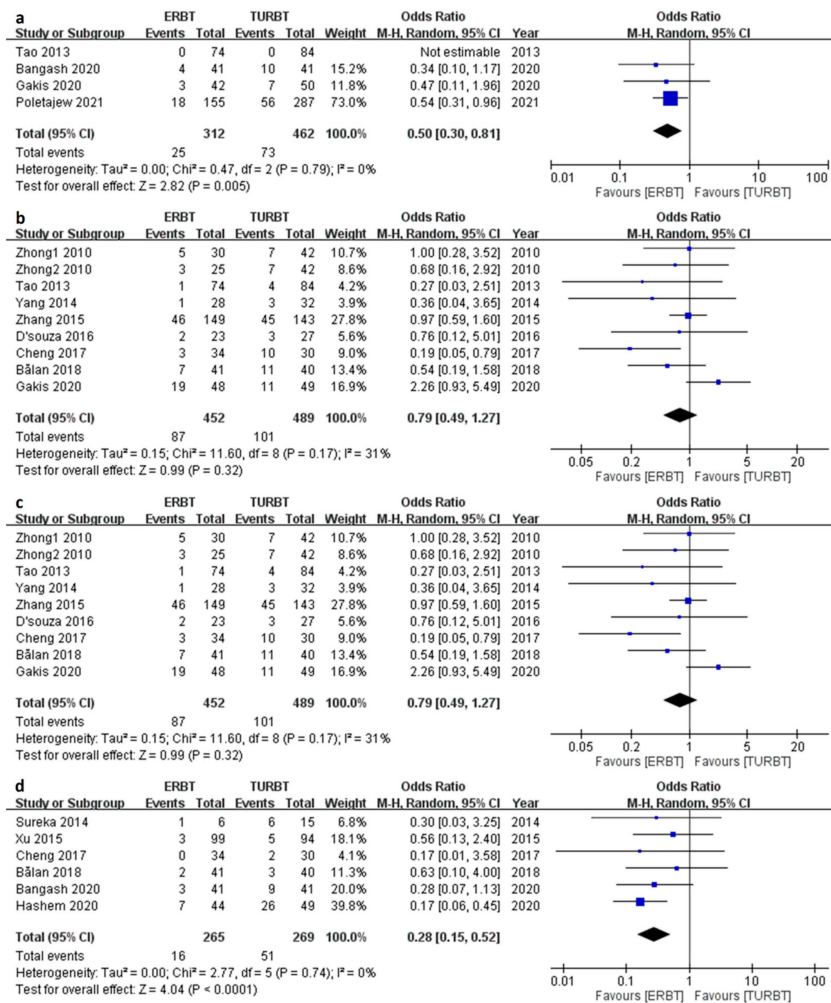 a
ERBT TURBT Odds Ratio Odds Ratio
Study or Subgroup Events Total Events Total Weight M-H, Random, 95% CI Year M-H, Random, 95% CI
Tao 2013 0 74 0 84 Not estimable 2013
Bangash 2020 4 41 10 41 15.2% 0.34 [0.10, 1.17] 2020
Gakis 2020 3 42 7 50 11.8% 0.47 [0.11, 1.96] 2020
Poletajew 2021 18 155 56 287 73.0% 0.54 [0.31, 0.96] 2021
Total (95% CI) 312 462 100.0% 0.50 [0.30, 0.81]
Total events 25 73
Heterogeneity: Tau² = 0.00; Chi² = 0.47, df = 2 (P = 0.79); I² = 0%
Test for overall effect: Z = 2.82 (P = 0.005)
0.01 0.1 1 10 100
Favours [ERBT] Favours [TURBT]
b
ERBT TURBT Odds Ratio Odds Ratio
Study or Subgroup Events Total Events Total Weight M-H, Random, 95% CI Year M-H, Random, 95% CI
Zhong1 2010 5 30 7 42 10.7% 1.00 [0.28, 3.52] 2010
Zhong2 2010 3 25 7 42 8.6% 0.68 [0.16, 2.92] 2010
Tao 2013 1 74 4 84 4.2% 0.27 [0.03, 2.51] 2013
Yang 2014 1 28 3 32 3.9% 0.36 [0.04, 3.65] 2014
Zhang 2015 46 149 45 143 27.8% 0.97 [0.59, 1.60] 2015
D'souza 2016 2 23 3 27 5.6% 0.76 [0.12, 5.01] 2016
Cheng 2017 3 34 10 30 9.0% 0.19 [0.05, 0.79] 2017
Bălan 2018 7 41 11 40 13.4% 0.54 [0.19, 1.58] 2018
Gakis 2020 19 48 11 49 16.9% 2.26 [0.93, 5.49] 2020
Total (95% CI) 452 489 100.0% 0.79 [0.49, 1.27]
Total events 87 101
Heterogeneity: Tau² = 0.15; Chi² = 11.60, df = 8 (P = 0.17); I² = 31%
Test for overall effect: Z = 0.99 (P = 0.32)
0.05 0.2 1 5 20
Favours [ERBT] Favours [TURBT]
c
ERBT TURBT Odds Ratio Odds Ratio
Study or Subgroup Events Total Events Total Weight M-H, Random, 95% CI Year M-H, Random, 95% CI
Zhong1 2010 5 30 7 42 10.7% 1.00 [0.28, 3.52] 2010
Zhong2 2010 3 25 7 42 8.6% 0.68 [0.16, 2.92] 2010
Tao 2013 1 74 4 84 4.2% 0.27 [0.03, 2.51] 2013
Yang 2014 1 28 3 32 3.9% 0.36 [0.04, 3.65] 2014
Zhang 2015 46 149 45 143 27.8% 0.97 [0.59, 1.60] 2015
D'souza 2016 2 23 3 27 5.6% 0.76 [0.12, 5.01] 2016
Cheng 2017 3 34 10 30 9.0% 0.19 [0.05, 0.79] 2017
Bălan 2018 7 41 11 40 13.4% 0.54 [0.19, 1.58] 2018
Gakis 2020 19 48 11 49 16.9% 2.26 [0.93, 5.49] 2020
Total (95% CI) 452 489 100.0% 0.79 [0.49, 1.27]
Total events 87 101
Heterogeneity: Tau² = 0.15; Chi² = 11.60, df = 8 (P = 0.17); I² = 31%
Test for overall effect: Z = 0.99 (P = 0.32)
0.05 0.2 1 5 20
Favours [ERBT] Favours [TURBT]
d
ERBT TURBT Odds Ratio Odds Ratio
Study or Subgroup Events Total Events Total Weight M-H, Random, 95% CI Year M-H, Random, 95% CI
Sureka 2014 1 6 6 15 6.8% 0.30 [0.03, 3.25] 2014
Xu 2015 3 99 5 94 18.1% 0.56 [0.13, 2.40] 2015
Cheng 2017 0 34 2 30 4.1% 0.17 [0.01, 3.58] 2017
Bălan 2018 2 41 3 40 11.2% 0.63 [0.10, 4.00] 2018
Bangash 2020 3 41 9 41 20.0% 0.28 [0.07, 1.13] 2020
Hashem 2020 7 44 26 49 39.8% 0.17 [0.06, 0.45] 2020
Total (95% CI) 265 269 100.0% 0.28 [0.15, 0.52]
Total events 16 51
Heterogeneity: Tau² = 0.00; Chi² = 2.77, df = 5 (P = 0.74); I² = 0%
Test for overall effect: Z = 4.04 (P < 0.0001)
0.01 0.1 1 10 100
Favours [ERBT] Favours [TURBT]